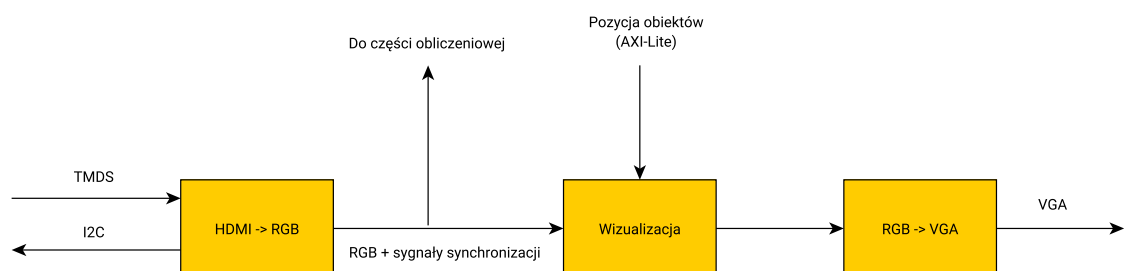 Pozycja obiektów
(AXI-Lite)
Do części obliczeniowej
TMDS
I2C
HDMI -> RGB
RGB + sygnały synchronizacji
Wizualizacja
RGB -> VGA
VGA